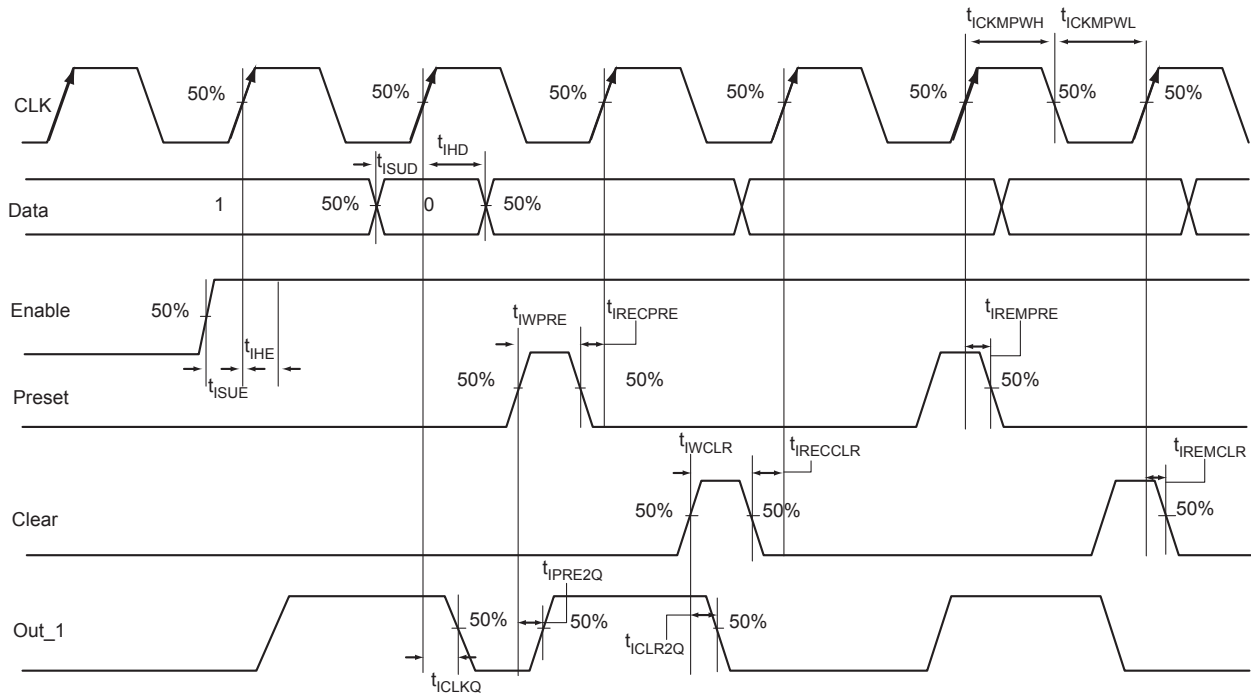 tICKMPWH tICKMPWL
CLK 50% 50% 50% 50% 50% 50% 50%
tISUD tIHD
Data 1 50% 0 50%
Enable 50%
tISUE tIHE
tIWPRE tIRECPRE tIREMPRE
Preset 50% 50% 50%
tIWCLR tIRECCLR tIREMCLR
Clear 50% 50% 50%
tIPRE2Q
Out_1 50% 50% 50%
tICLR2Q
tICLKQ